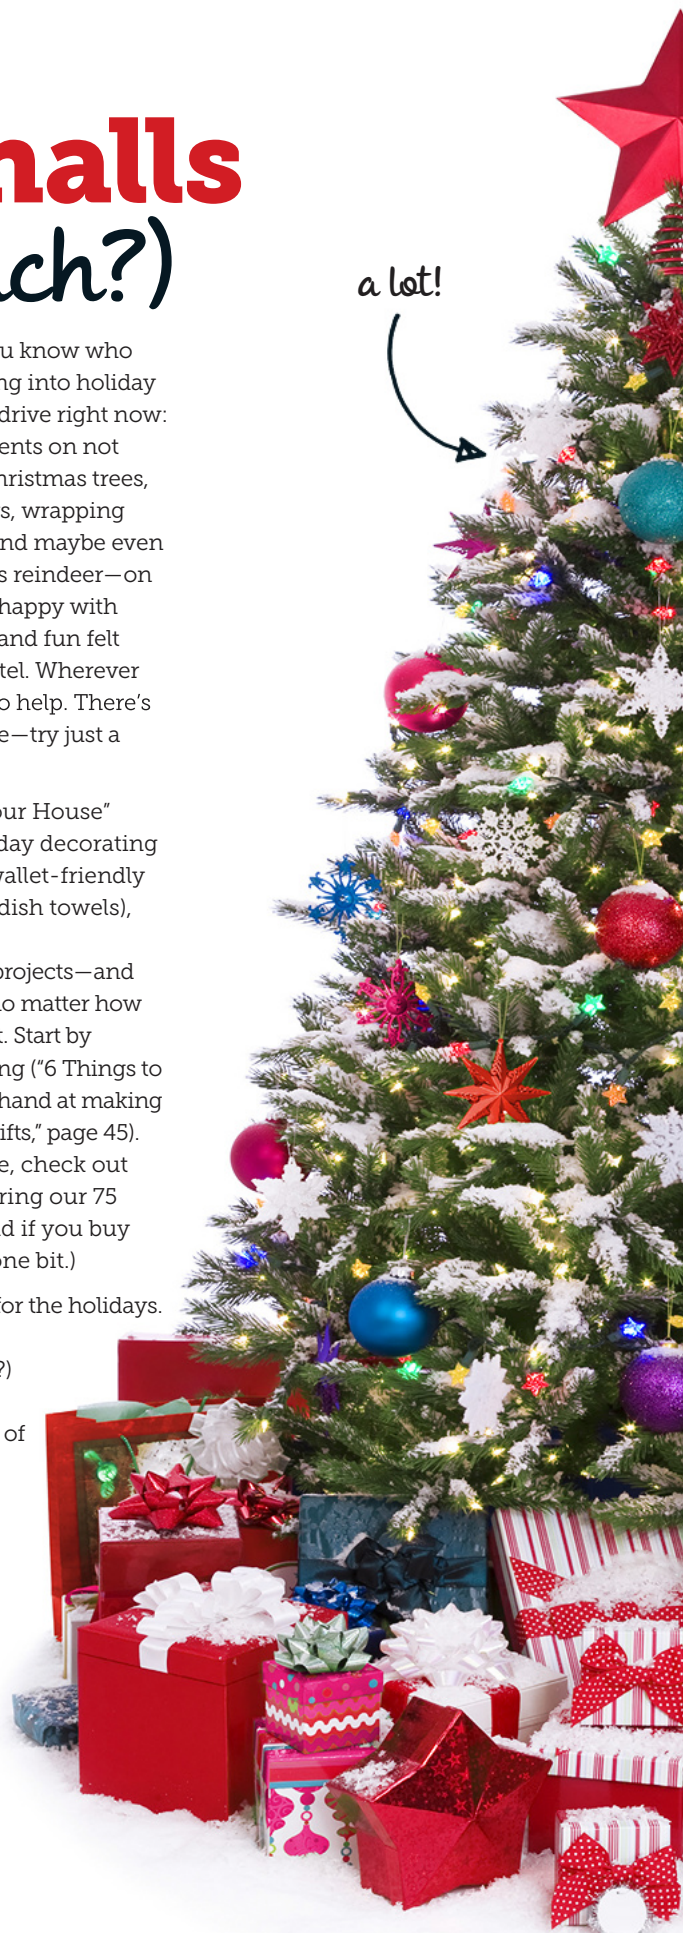 nalls
ch?)
a lot!
u know who
ng into holiday
drive right now:
ents on not
hristmas trees,
s, wrapping
nd maybe even
s reindeer—on
happy with
and fun felt
tel. Wherever
o help. There’s
e—try just a
our House”
day decorating
wallet-friendly
dish towels),
projects—and
no matter how
t. Start by
ng (“6 Things to
hand at making
ifts,” page 45).
e, check out
ring our 75
d if you buy
one bit.)
for the holidays.
?)
of